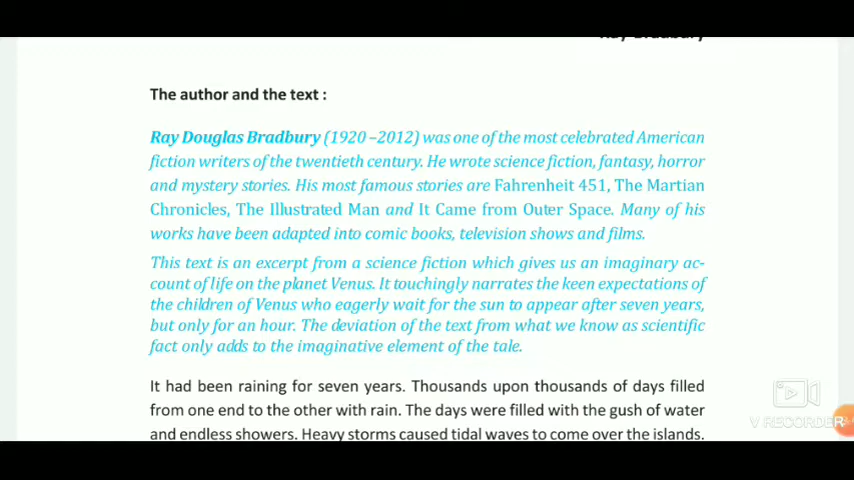 Ray Bradbury
The author and the text :
Ray Douglas Bradbury (1920 –2012) was one of the most celebrated American
fiction writers of the twentieth century. He wrote science fiction, fantasy, horror
and mystery stories. His most famous stories are Fahrenheit 451, The Martian
Chronicles, The Illustrated Man and It Came from Outer Space. Many of his
works have been adapted into comic books, television shows and films.
This text is an excerpt from a science fiction which gives us an imaginary ac-
count of life on the planet Venus. It touchingly narrates the keen expectations of
the children of Venus who eagerly wait for the sun to appear after seven years,
but only for an hour. The deviation of the text from what we know as scientific
fact only adds to the imaginative element of the tale.
It had been raining for seven years. Thousands upon thousands of days filled
from one end to the other with rain. The days were filled with the gush of water
and endless showers. Heavy storms caused tidal waves to come over the islands.
V RECORDER